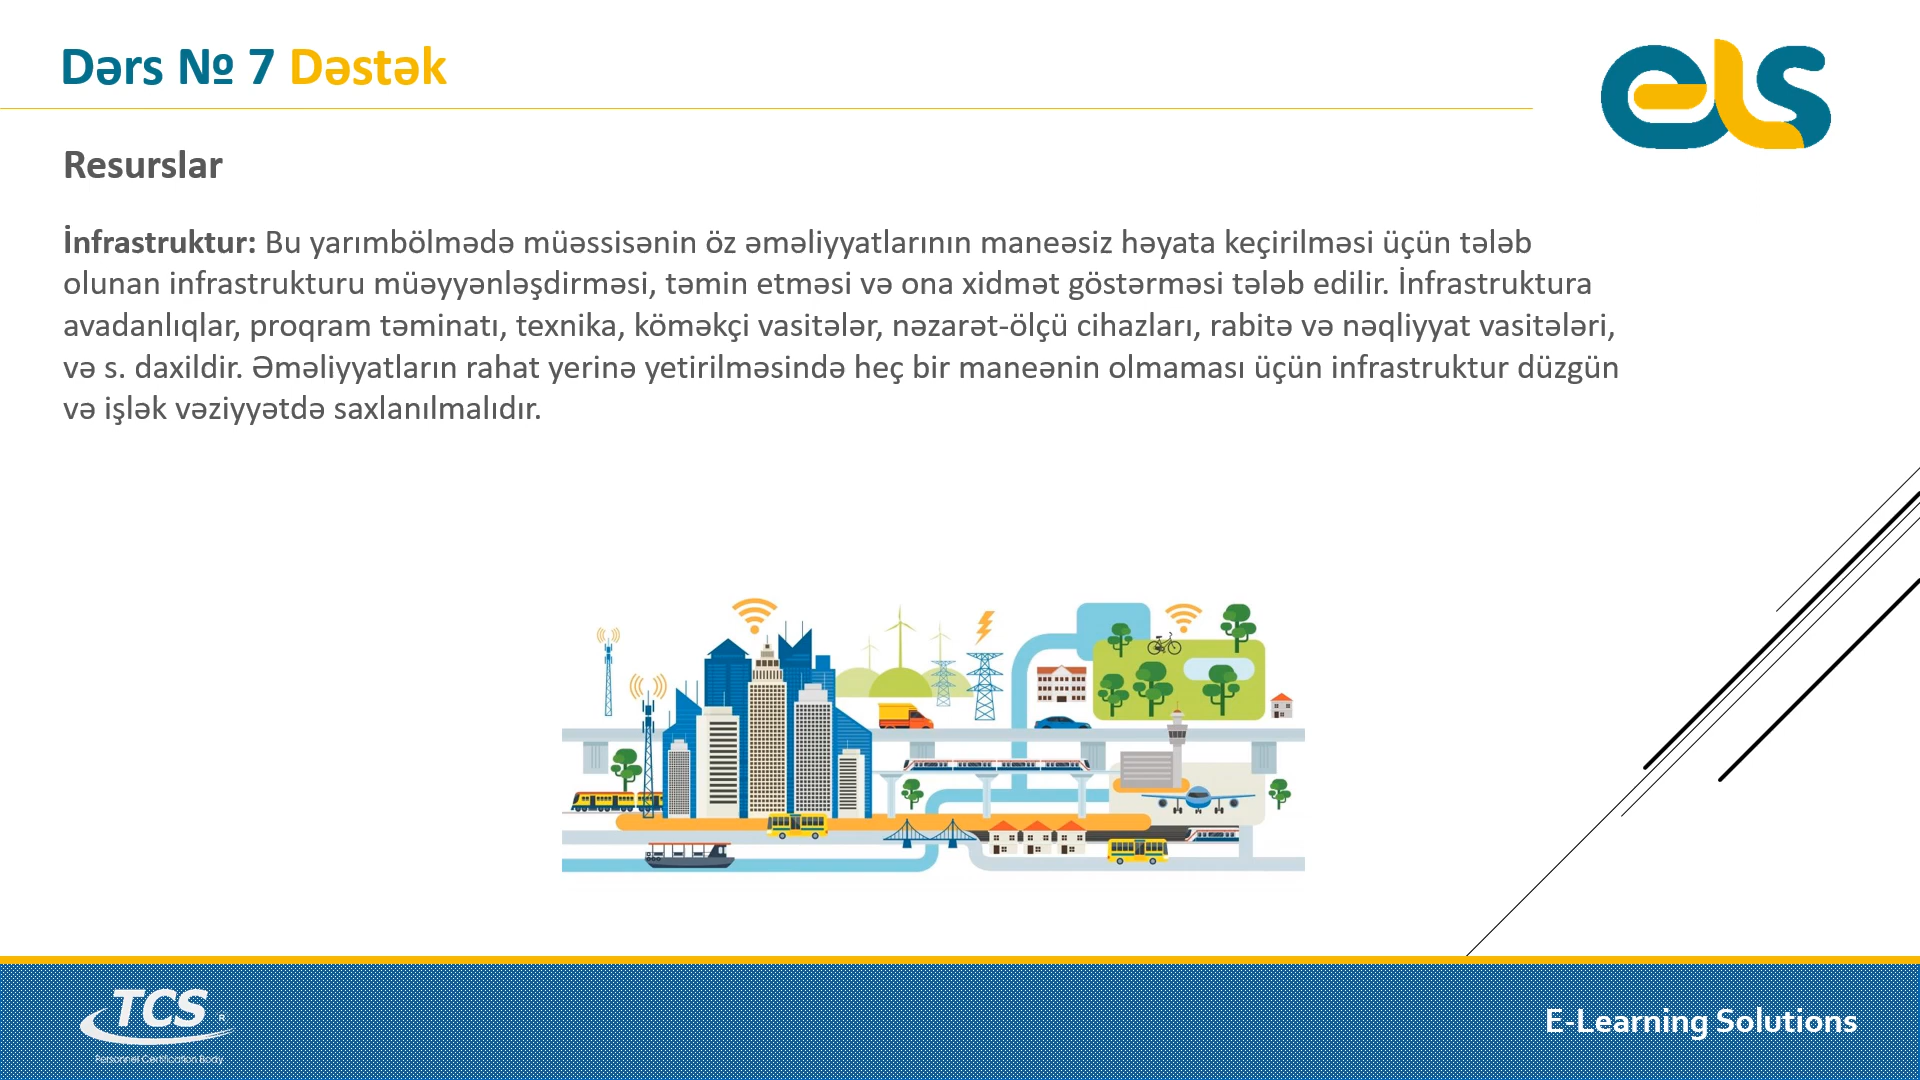 Dərs № 7 Dəstək
els
Resurslar
İnfrastruktur: Bu yarımbölmədə müəssisənin öz əməliyyatlarının maneəsiz həyata keçirilməsi üçün tələb
olunan infrastrukturu müəyyənləşdirməsi, təmin etməsi və ona xidmət göstərməsi tələb edilir. İnfrastruktura
avadanlıqlar, proqram təminatı, texnika, köməkçi vasitələr, nəzarət-ölçü cihazları, rabitə və nəqliyyat vasitələri,
və s. daxildir. Əməliyyatların rahat yerinə yetirilməsində heç bir maneənin olmaması üçün infrastruktur düzgün
və işlək vəziyyətdə saxlanılmalıdır.
TCS R
Personnel Certification Body
E-Learning Solutions